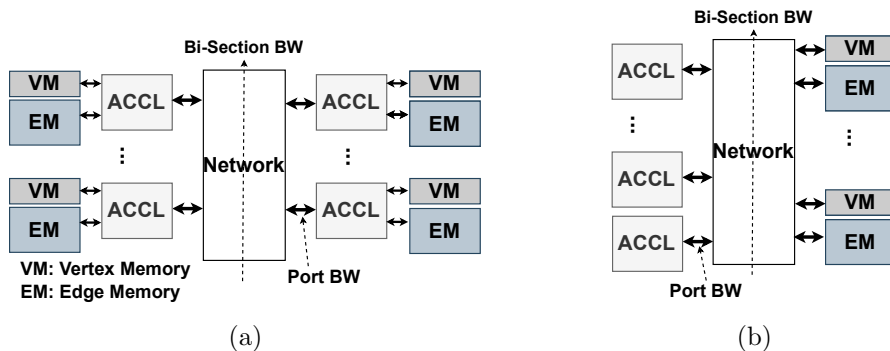 Bi-Section BW
VM
EM
ACCL
ACCL
VM
EM
⋮
⋮
Network
VM
EM
ACCL
ACCL
VM
EM
VM: Vertex Memory
EM: Edge Memory
Port BW
(a)
Bi-Section BW
ACCL
VM
EM
⋮
⋮
Network
ACCL
VM
EM
ACCL
Port BW
(b)